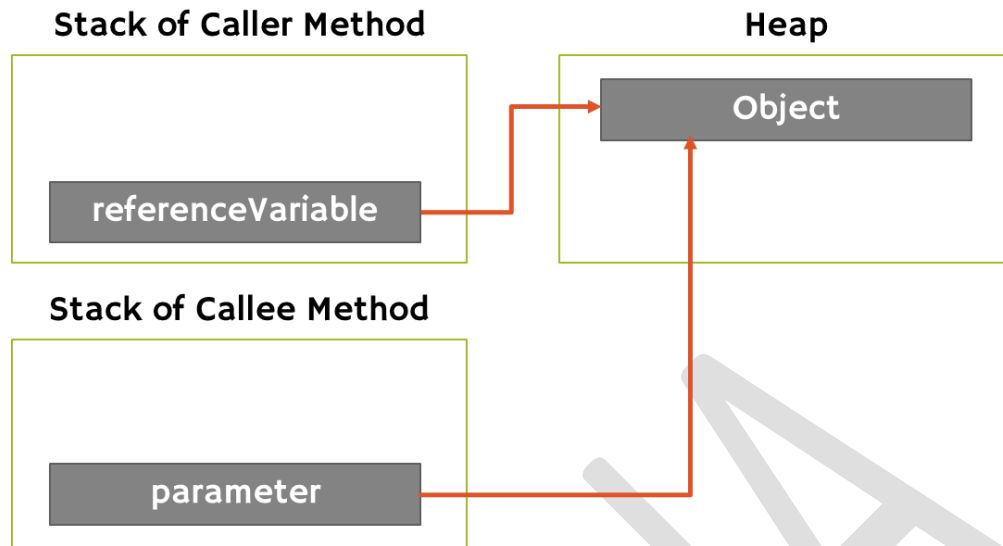 Stack of Caller Method
Heap
Object
referenceVariable
Stack of Callee Method
parameter